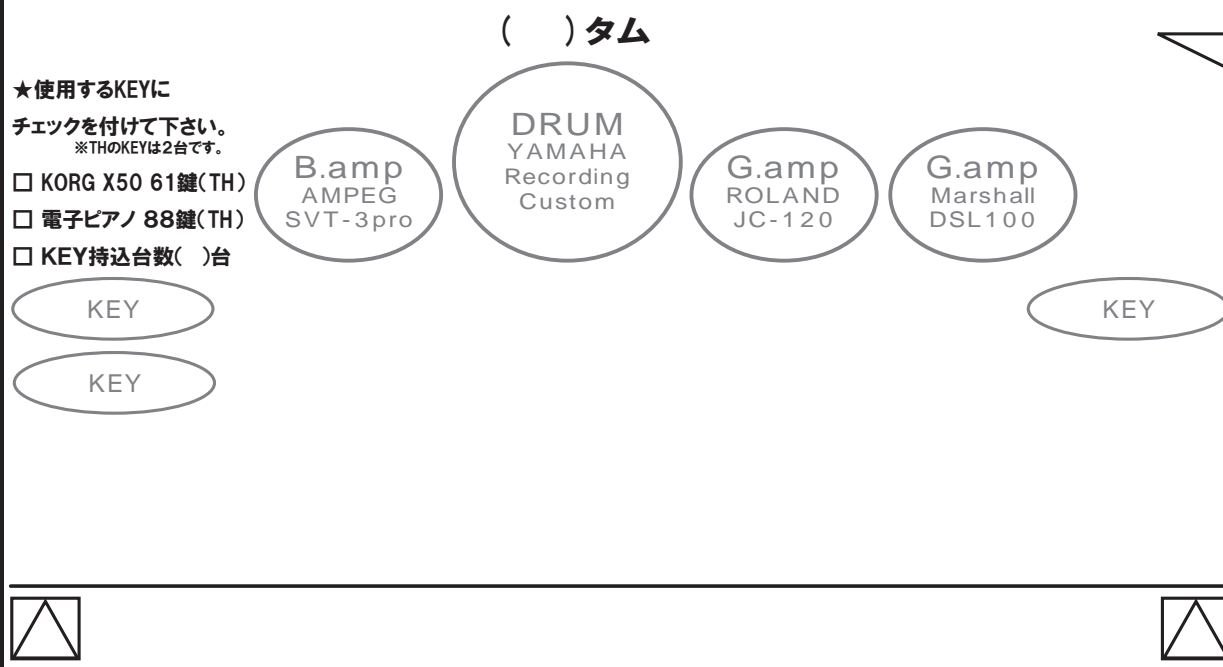 (　)タム
★使用するKEYに
チェックを付けて下さい。
※THのKEYは2台です。
□ KORG X50 61鍵(TH)
□ 電子ピアノ 88鍵(TH)
□ KEY持込台数(　)台
B.amp
AMPEG
SVT-3pro
DRUM
YAMAHA
Recording
Custom
G.amp
ROLAND
JC-120
G.amp
Marshall
DSL100
KEY
KEY
KEY